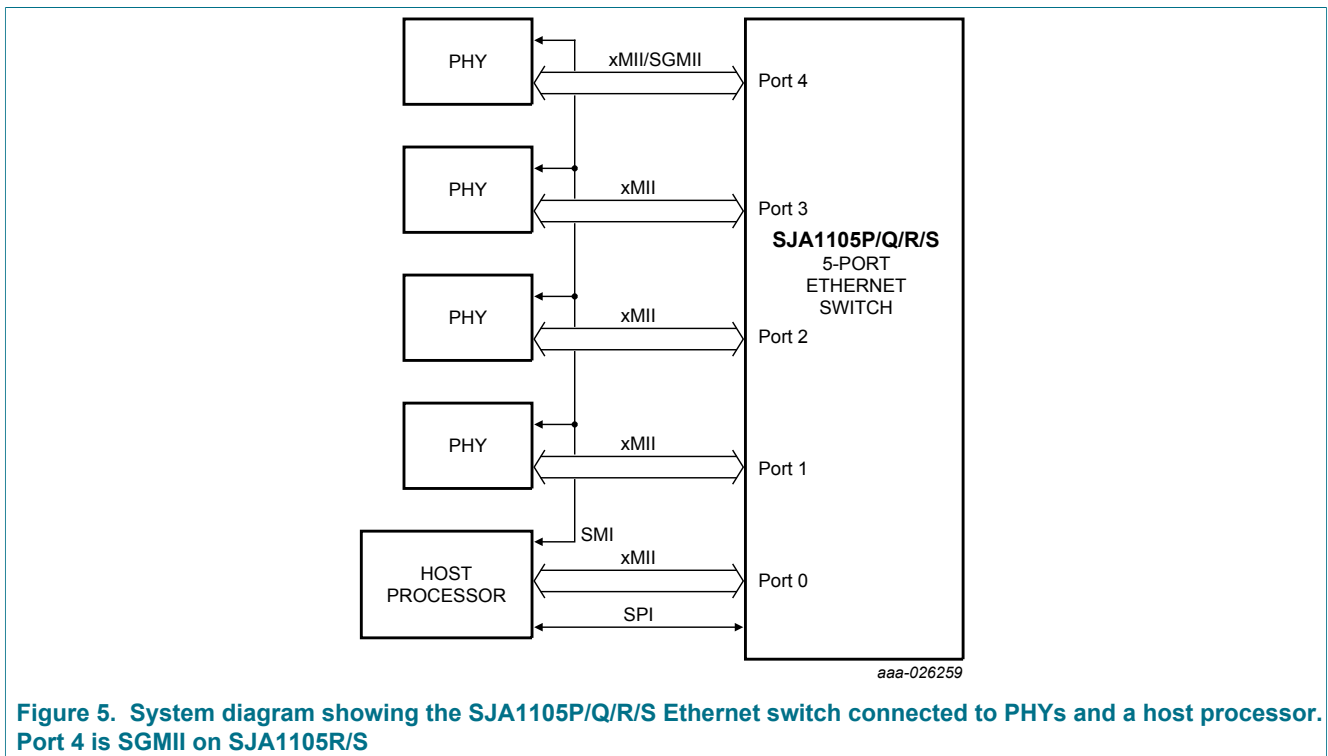 PHY
xMII/SGMII
Port 4
PHY
xMII
Port 3
SJA1105P/Q/R/S
5-PORT
ETHERNET
SWITCH
PHY
xMII
Port 2
PHY
xMII
Port 1
SMI
HOST
PROCESSOR
xMII
Port 0
SPI
aaa-026259
Figure 5. System diagram showing the SJA1105P/Q/R/S Ethernet switch connected to PHYs and a host processor.
Port 4 is SGMII on SJA1105R/S